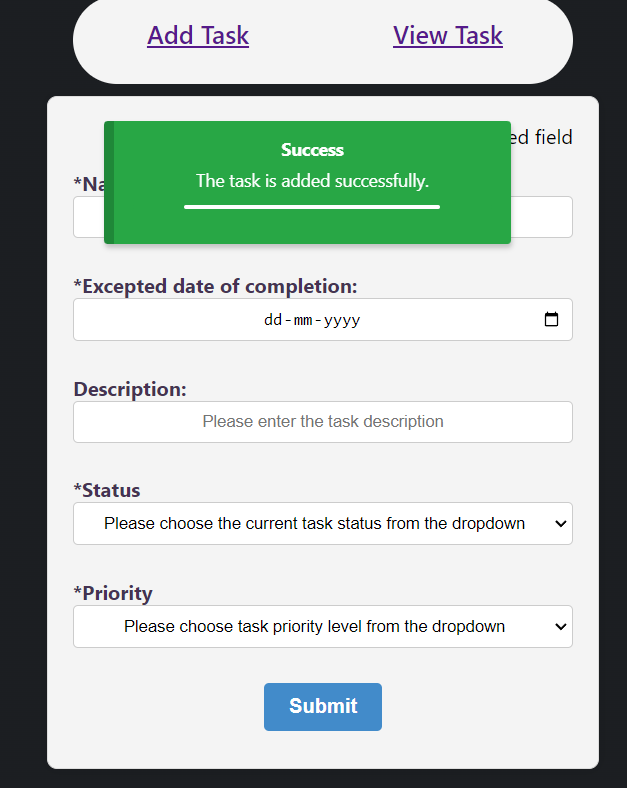 Add Task View Task
ed field
Success
The task is added successfully.
*Na
*Excepted date of completion:
dd-mm-yyyy
Description:
Please enter the task description
*Status
Please choose the current task status from the dropdown
*Priority
Please choose task priority level from the dropdown
Submit